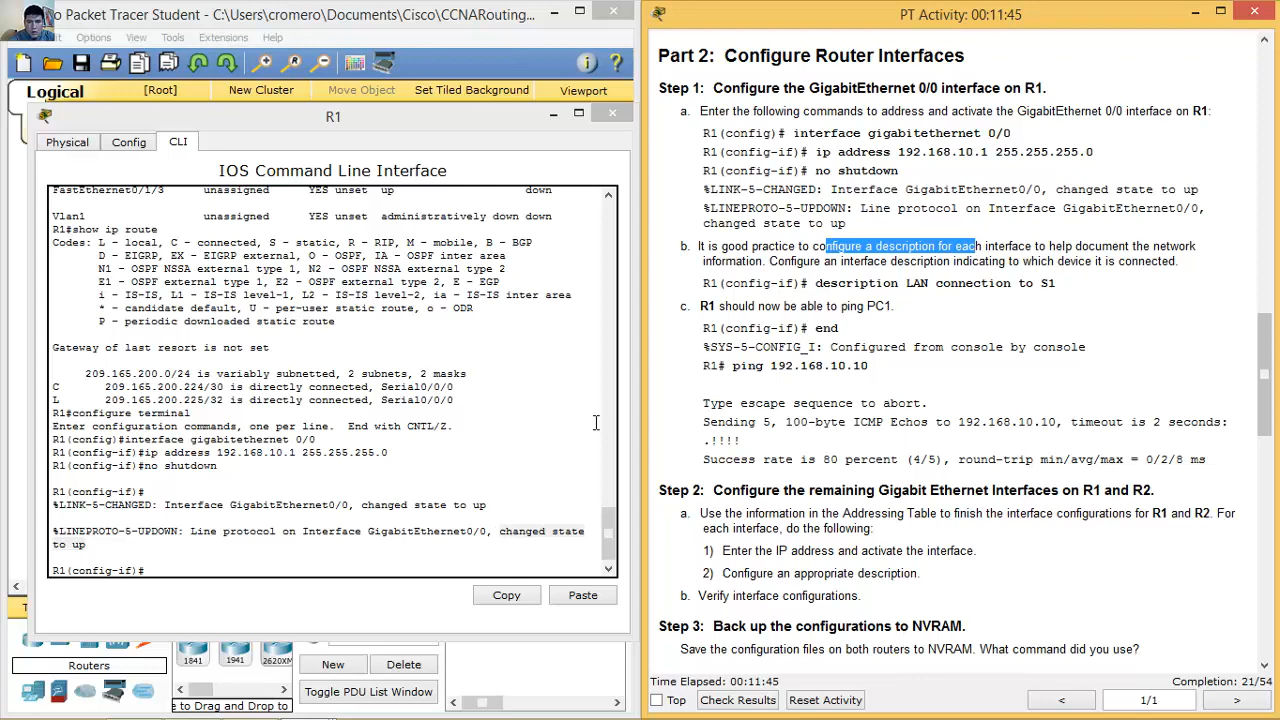 o Packet Tracer Student - C:\Users\cromero\Documents\Cisco\CCNARouting,...
Options View Tools Extensions Help
Logical [Root] New Cluster Move Object Set Tiled Background Viewport
R1
Physical Config CLI
IOS Command Line Interface
FastEthernet0/1/3 unassigned YES unset up down
Vlan1 unassigned YES unset administratively down down
R1#show ip route
Codes: L - local, C - connected, S - static, R - RIP, M - mobile, B - BGP
D - EIGRP, EX - EIGRP external, O - OSPF, IA - OSPF inter area
N1 - OSPF NSSA external type 1, N2 - OSPF NSSA external type 2
E1 - OSPF external type 1, E2 - OSPF external type 2, E - EGP
i - IS-IS, L1 - IS-IS level-1, L2 - IS-IS level-2, ia - IS-IS inter area
* - candidate default, U - per-user static route, o - ODR
P - periodic downloaded static route
Gateway of last resort is not set
209.165.200.0/24 is variably subnetted, 2 subnets, 2 masks
C 209.165.200.224/30 is directly connected, Serial0/0/0
L 209.165.200.225/32 is directly connected, Serial0/0/0
R1#configure terminal
Enter configuration commands, one per line. End with CNTL/Z.
R1(config)#interface gigabitethernet 0/0
R1(config-if)#ip address 192.168.10.1 255.255.255.0
R1(config-if)#no shutdown
R1(config-if)#
%LINK-5-CHANGED: Interface GigabitEthernet0/0, changed state to up
%LINEPROTO-5-UPDOWN: Line protocol on Interface GigabitEthernet0/0, changed state
to up
R1(config-if)#
Copy Paste
Routers
1841 1941 2620XM
New Delete
Toggle PDU List Window
e to Drag and Drop to
PT Activity: 00:11:45
Part 2: Configure Router Interfaces
Step 1: Configure the GigabitEthernet 0/0 interface on R1.
a. Enter the following commands to address and activate the GigabitEthernet 0/0 interface on R1:
R1(config)# interface gigabitethernet 0/0
R1(config-if)# ip address 192.168.10.1 255.255.255.0
R1(config-if)# no shutdown
%LINK-5-CHANGED: Interface GigabitEthernet0/0, changed state to up
%LINEPROTO-5-UPDOWN: Line protocol on Interface GigabitEthernet0/0,
changed state to up
b. It is good practice to configure a description for each interface to help document the network
information. Configure an interface description indicating to which device it is connected.
R1(config-if)# description LAN connection to S1
c. R1 should now be able to ping PC1.
R1(config-if)# end
%SYS-5-CONFIG_I: Configured from console by console
R1# ping 192.168.10.10
Type escape sequence to abort.
Sending 5, 100-byte ICMP Echos to 192.168.10.10, timeout is 2 seconds:
.!!!!
Success rate is 80 percent (4/5), round-trip min/avg/max = 0/2/8 ms
Step 2: Configure the remaining Gigabit Ethernet Interfaces on R1 and R2.
a. Use the information in the Addressing Table to finish the interface configurations for R1 and R2. For
each interface, do the following:
1) Enter the IP address and activate the interface.
2) Configure an appropriate description.
b. Verify interface configurations.
Step 3: Back up the configurations to NVRAM.
Save the configuration files on both routers to NVRAM. What command did you use?
Time Elapsed: 00:11:45 Completion: 21/54
Top Check Results Reset Activity < 1/1 >